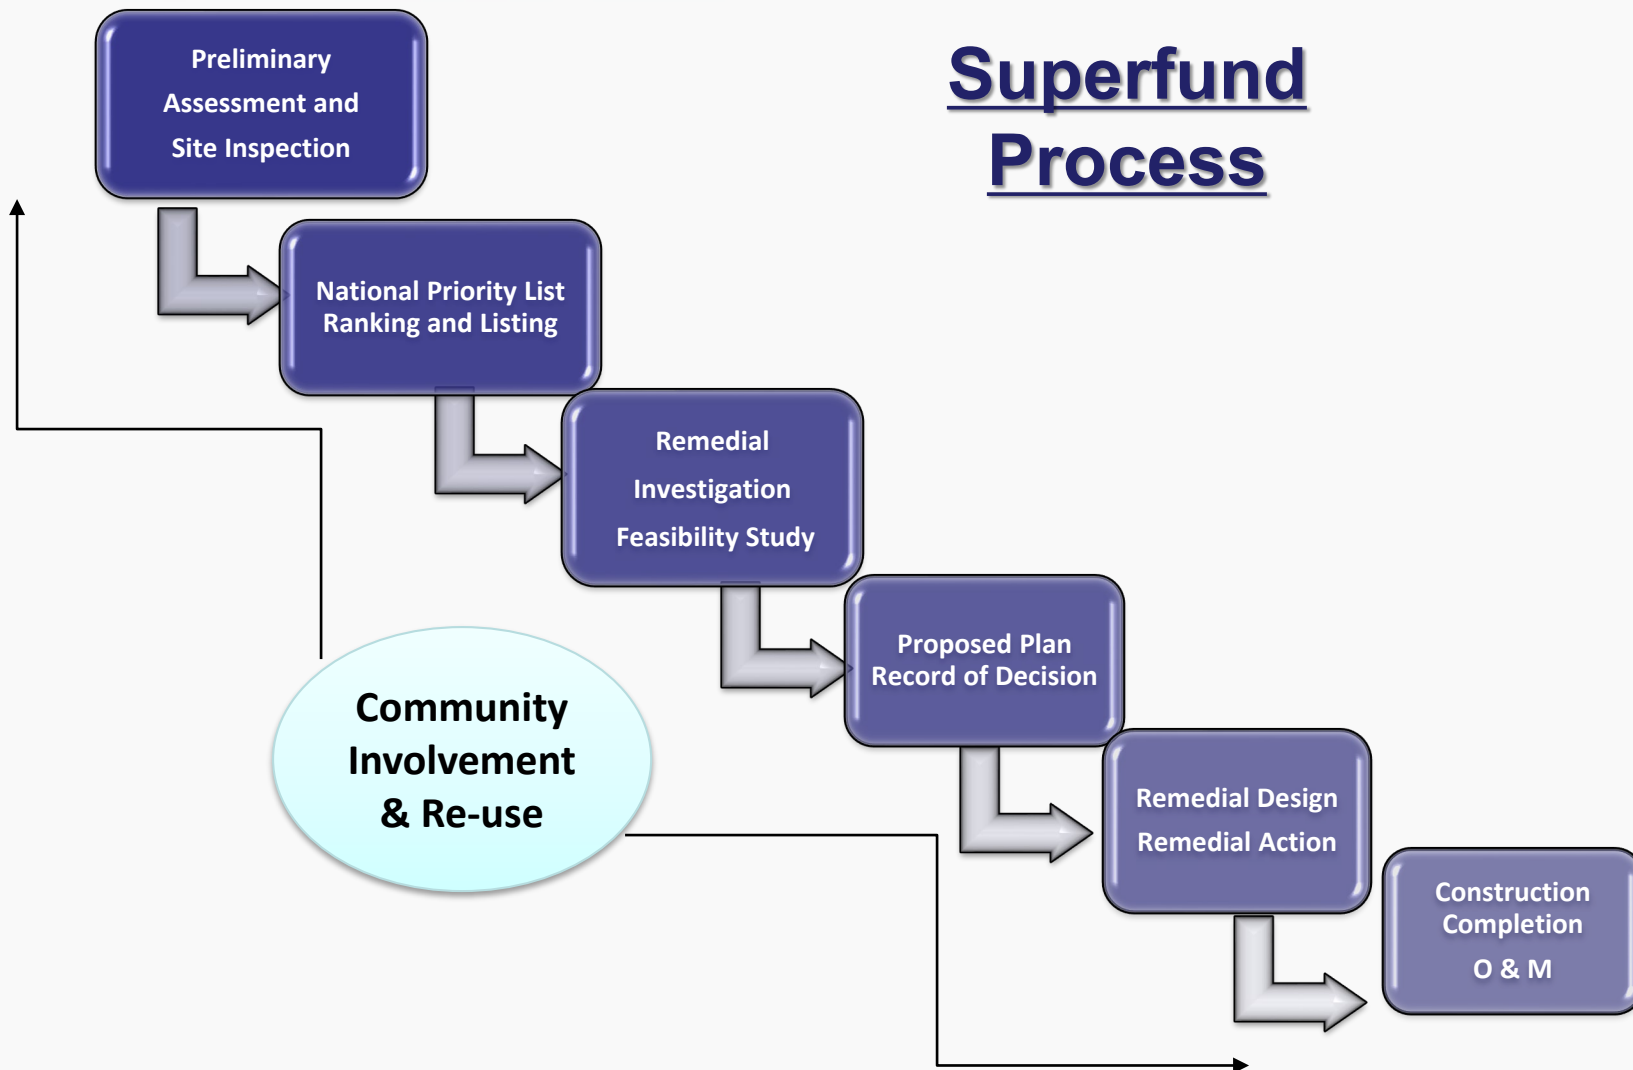 Superfund
Process
Preliminary
Assessment and
Site Inspection
National Priority List
Ranking and Listing
Remedial
Investigation
Feasibility Study
Proposed Plan
Record of Decision
Remedial Design
Remedial Action
Construction
Completion
O & M
Community
Involvement
& Re-use